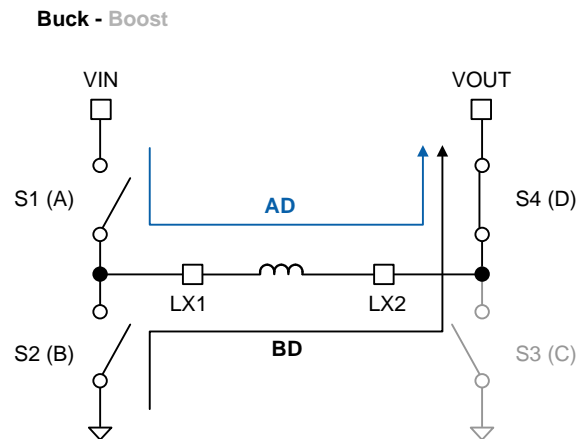 Buck - Boost
VIN
VOUT
S1 (A)
AD
S4 (D)
LX1
LX2
S2 (B)
BD
S3 (C)